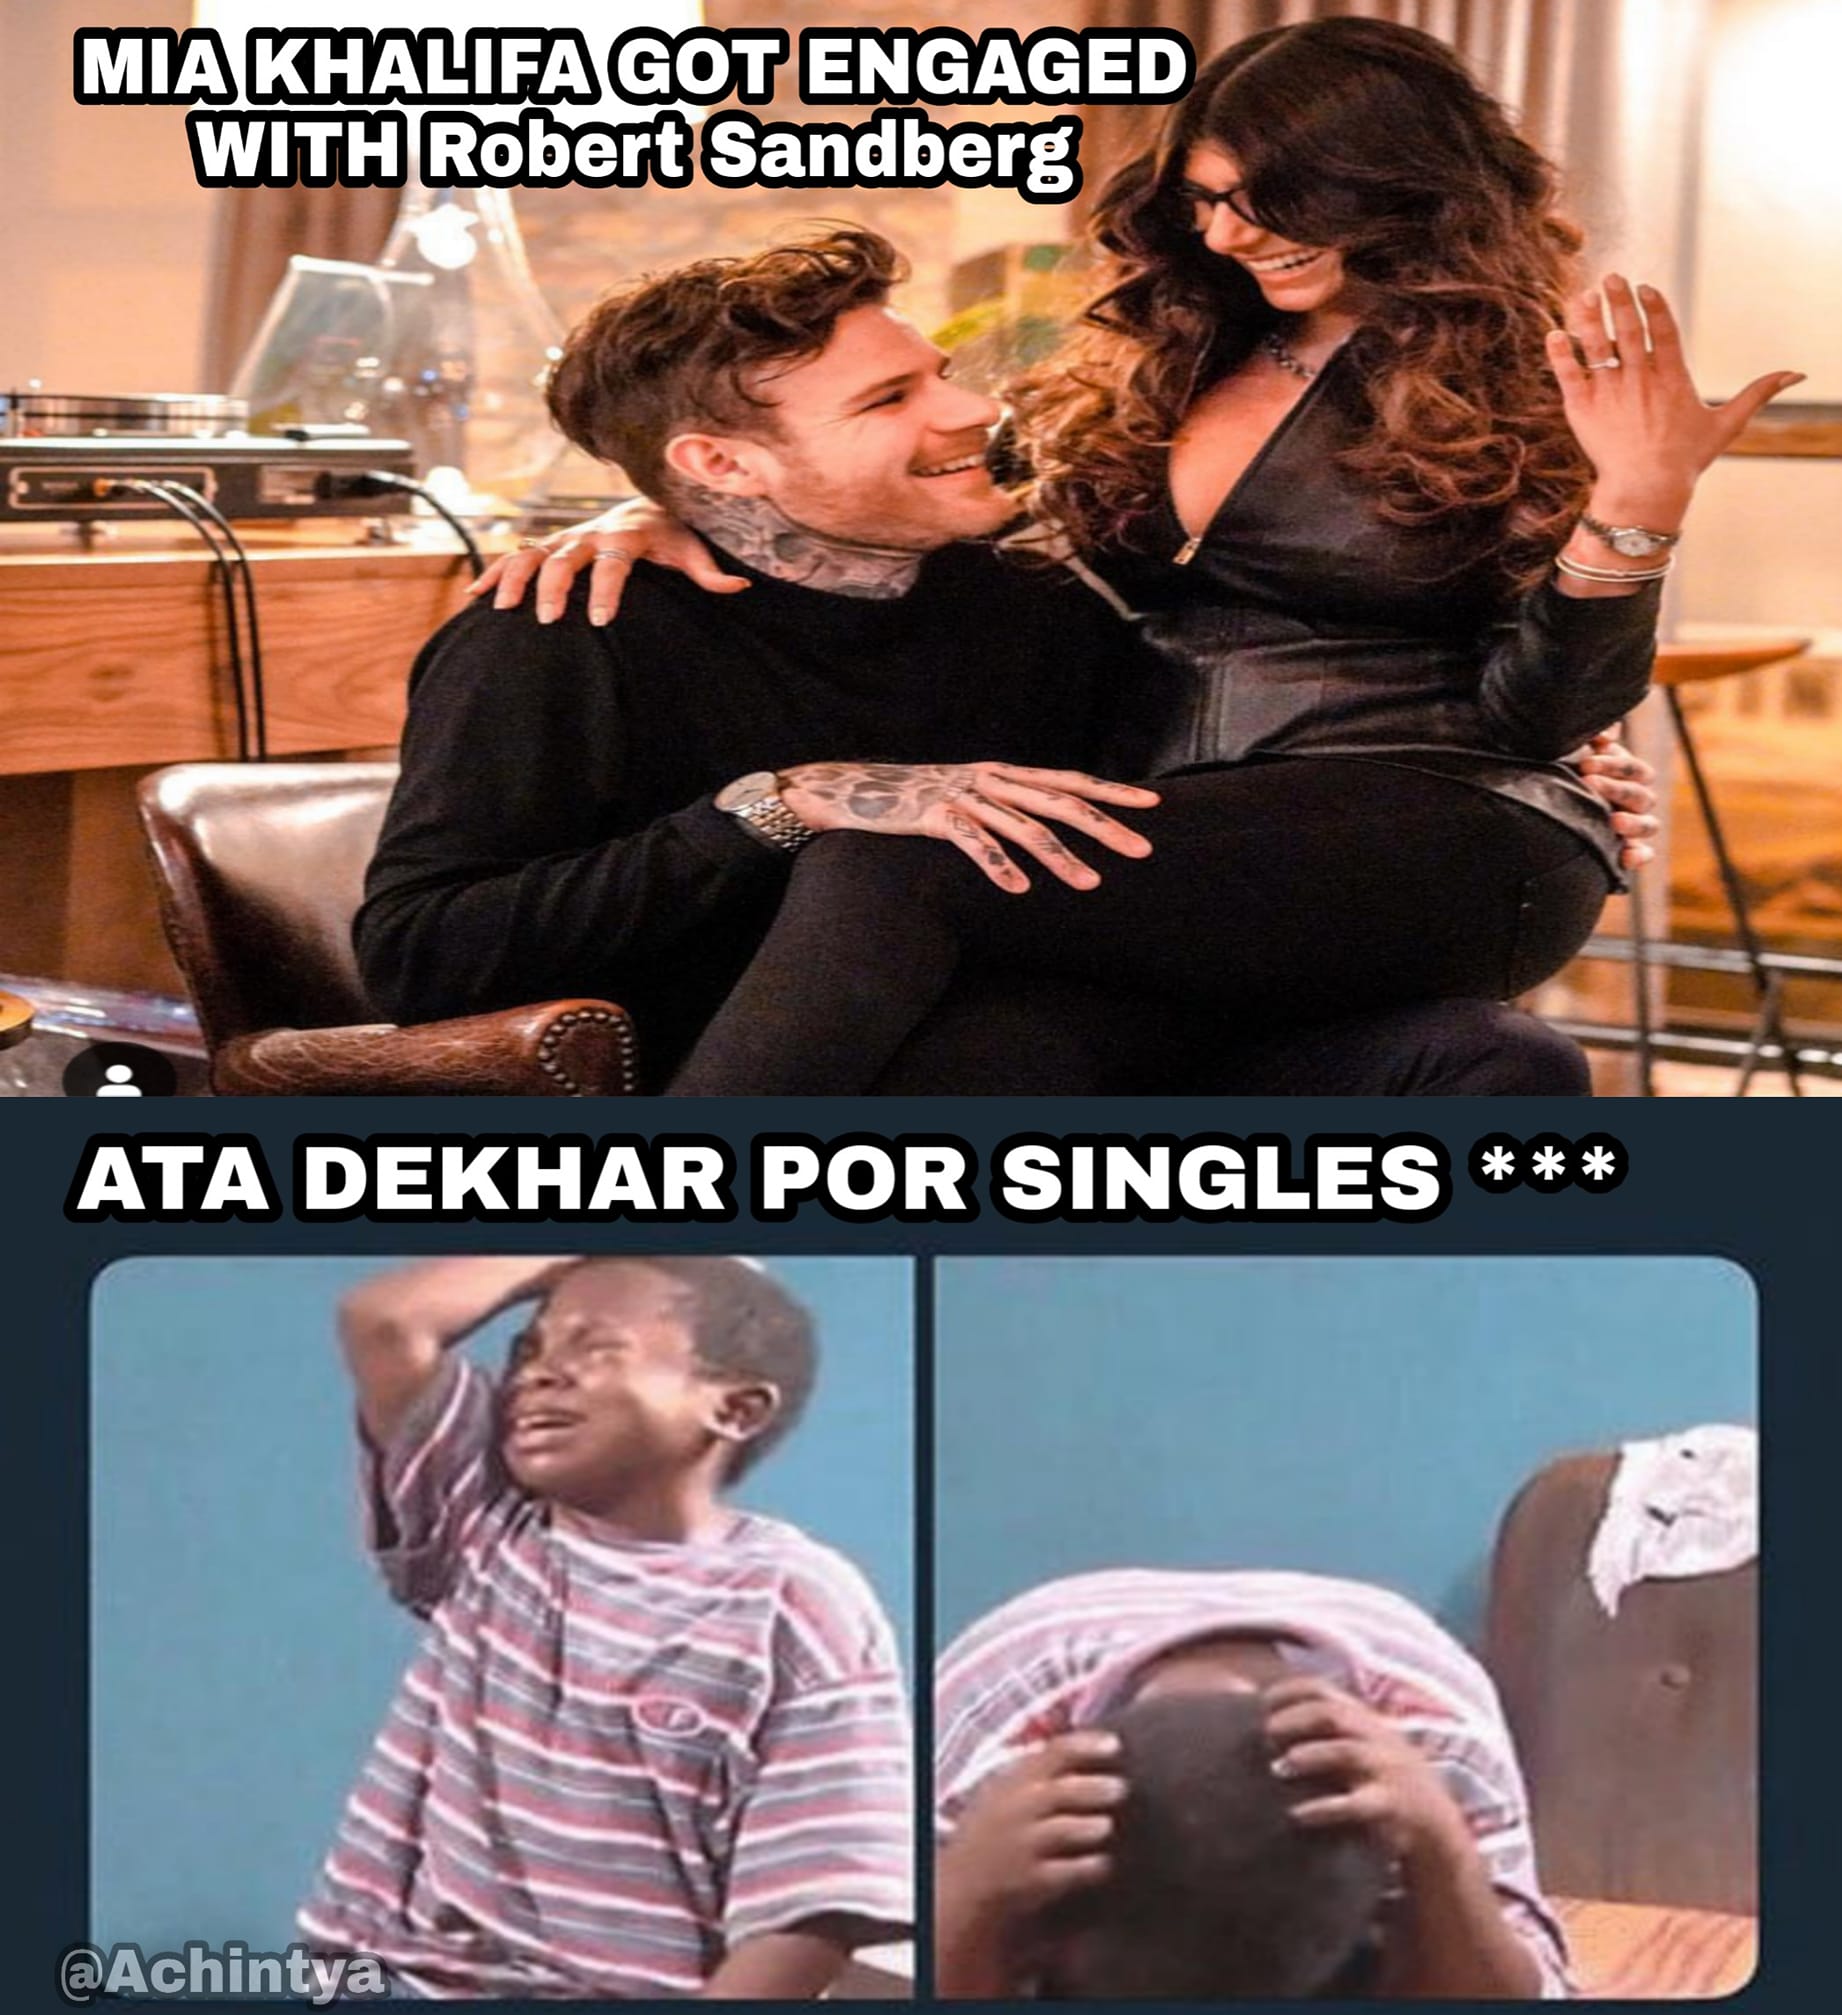 MIA KHALIFA GOT ENGAGED
WITH Robert Sandberg
ATA DEKHAR POR SINGLES ***
@Achintya